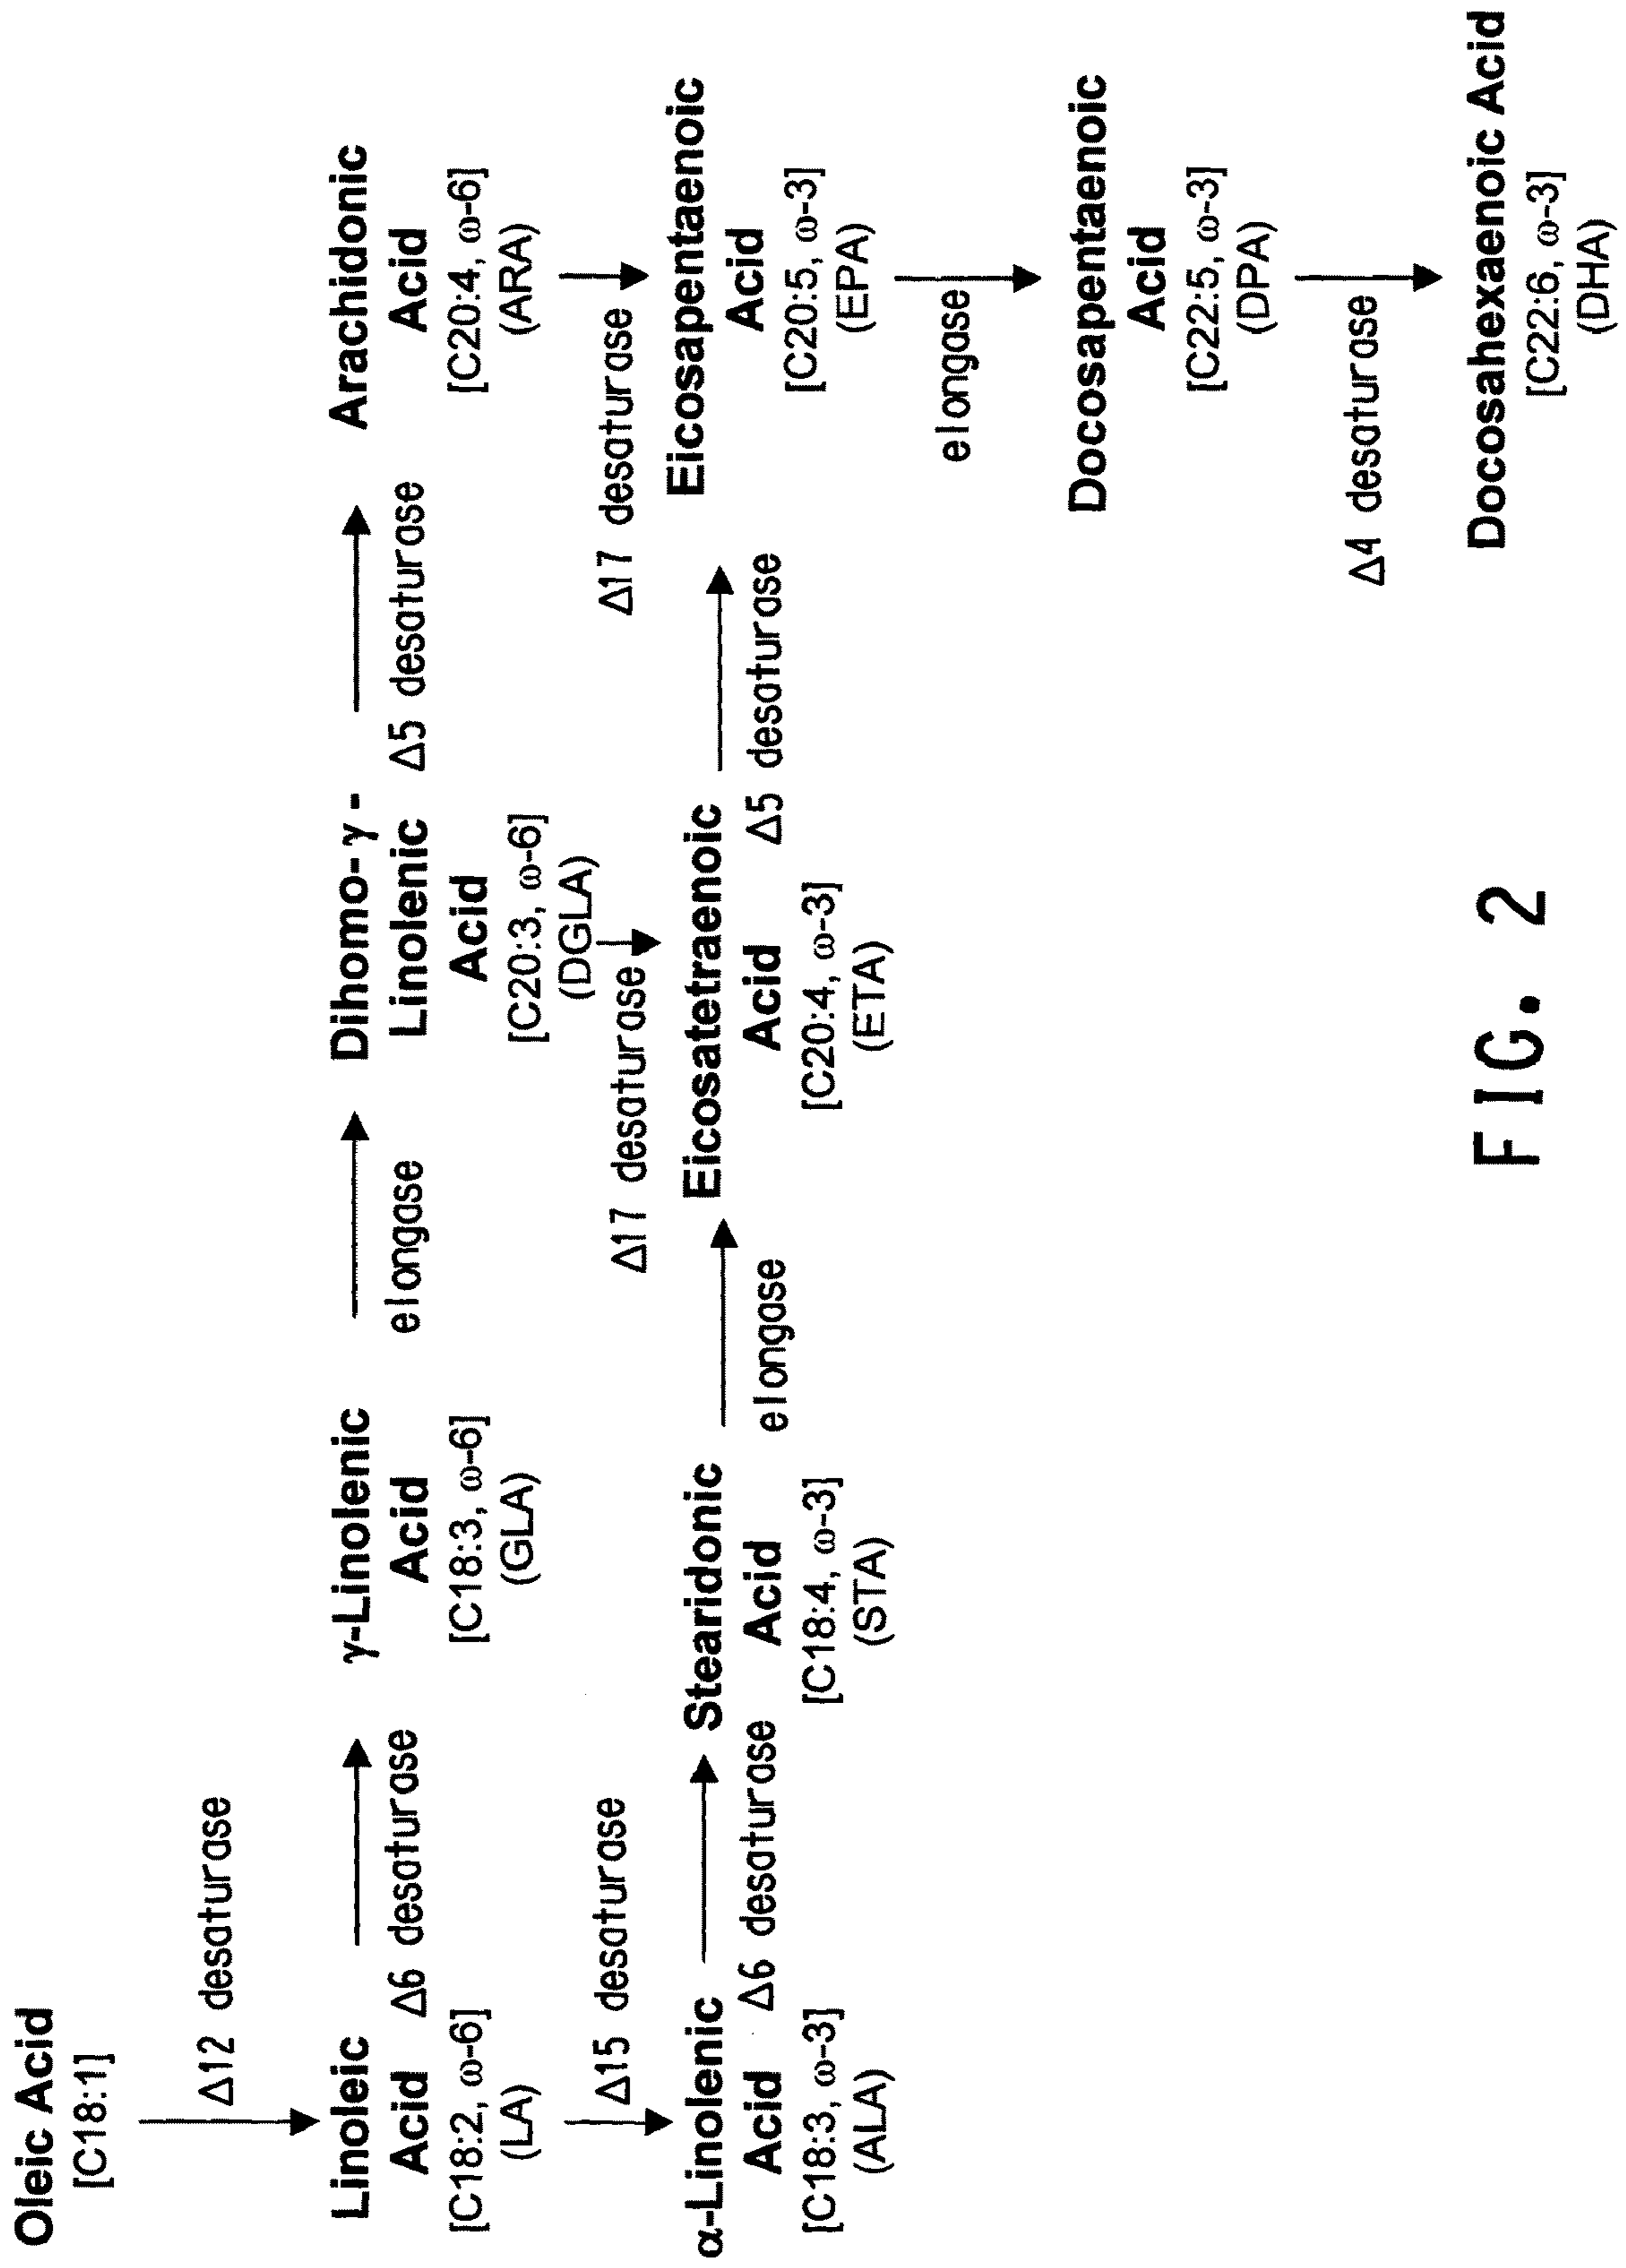 Oleic Acid
[C18:1]
Δ12 desaturase
Linoleic
Acid
[C18:2, ω-6]
(LA)
Δ6 desaturase
γ-Linolenic
Acid
[C18:3, ω-6]
(GLA)
elongase
Dihomo-γ-
Linolenic
Acid
[C20:3, ω-6]
(DGLA)
Δ5 desaturase
Arachidonic
Acid
[C20:4, ω-6]
(ARA)
Δ15 desaturase
Δ17 desaturase
Δ17 desaturase
α-Linolenic
Acid
[C18:3, ω-3]
(ALA)
Δ6 desaturase
Stearidonic
Acid
[C18:4, ω-3]
(STA)
elongase
Eicosatetraenoic
Acid
[C20:4, ω-3]
(ETA)
Δ5 desaturase
Eicosapentaenoic
Acid
[C20:5, ω-3]
(EPA)
elongase
Docosapentaenoic
Acid
[C22:5, ω-3]
(DPA)
Δ4 desaturase
Docosahexaenoic Acid
[C22:6, ω-3]
(DHA)
FIG. 2